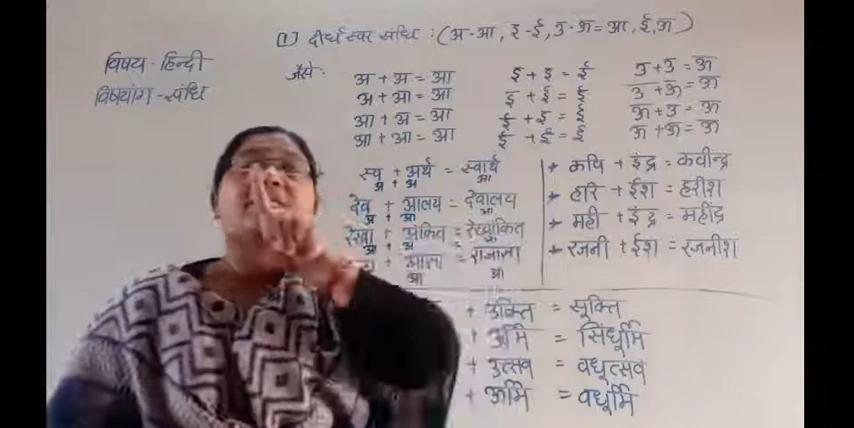 (1) दीर्घ स्वर संधि : (अ-आ, इ-ई, उ-ऊ = आ, ई, ऊ)
विषय - हिन्दी
विषयांग - संधि
जैसे :
अ + अ = आ
अ + आ = आ
आ + अ = आ
आ + आ = आ
इ + इ = ई
इ + ई = ई
ई + इ = ई
ई + ई = ई
उ + उ = ऊ
उ + ऊ = ऊ
ऊ + उ = ऊ
ऊ + ऊ = ऊ
स्व + अर्थ = स्वार्थ
अ + अ आ
देव + आलय = देवालय
अ + आ आ
रेखा + अंकित = रेखांकित
आ + अ आ
आ आ
* कपि + इंद्र = कवीन्द्र
* हरि + ईश = हरीश
* मही + इंद्र = महींद्र
* रजनी + ईश = रजनीश
+ उक्ति = सूक्ति
+ ऊर्मि = सिंधूर्मि
+ उत्सव = वधूत्सव
+ ऊर्मि = वधूर्मि